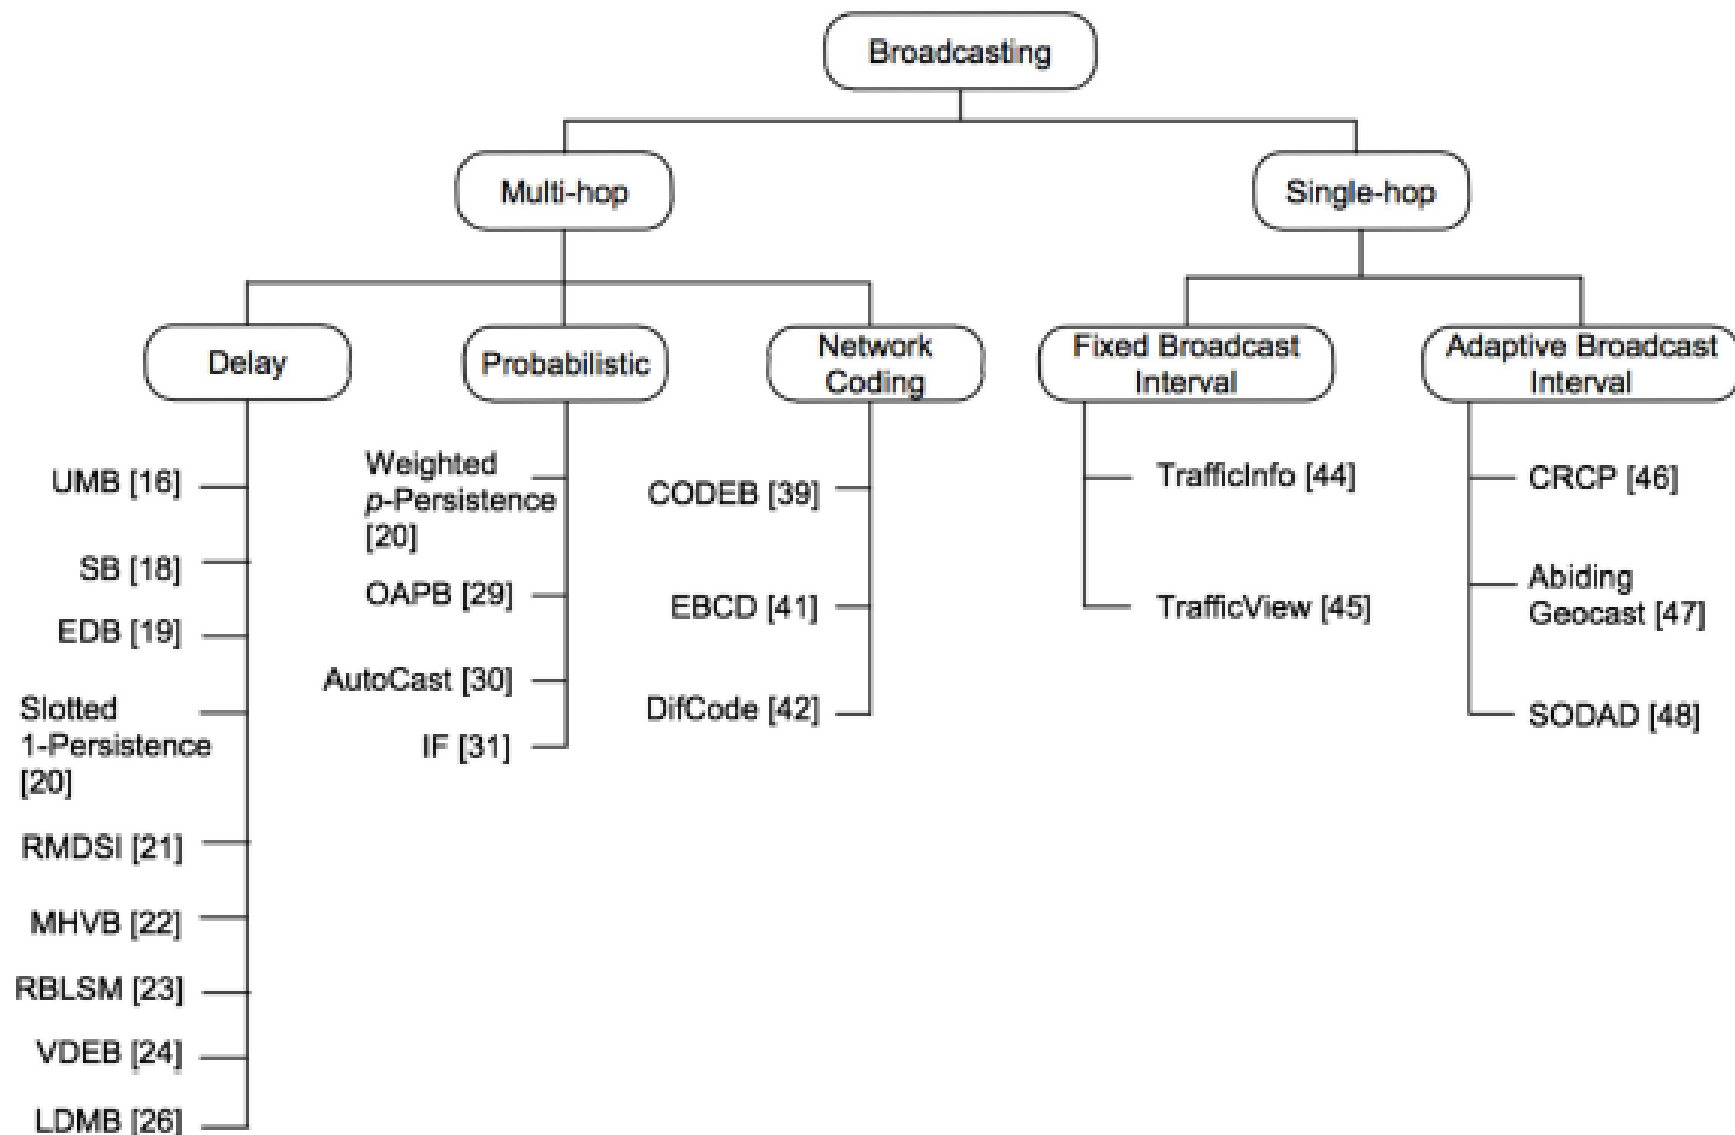 Broadcasting
Multi-hop
Single-hop
Delay
Probabilistic
Network
Coding
Fixed Broadcast
Interval
Adaptive Broadcast
Interval
UMB [16]
SB [18]
EDB [19]
Slotted
1-Persistence
[20]
RMDSI [21]
MHVB [22]
RBLSM [23]
VDEB [24]
LDMB [26]
Weighted
p-Persistence
[20]
OAPB [29]
AutoCast [30]
IF [31]
CODEB [39]
EBCD [41]
DifCode [42]
TrafficInfo [44]
TrafficView [45]
CRCP [46]
Abiding
Geocast [47]
SODAD [48]